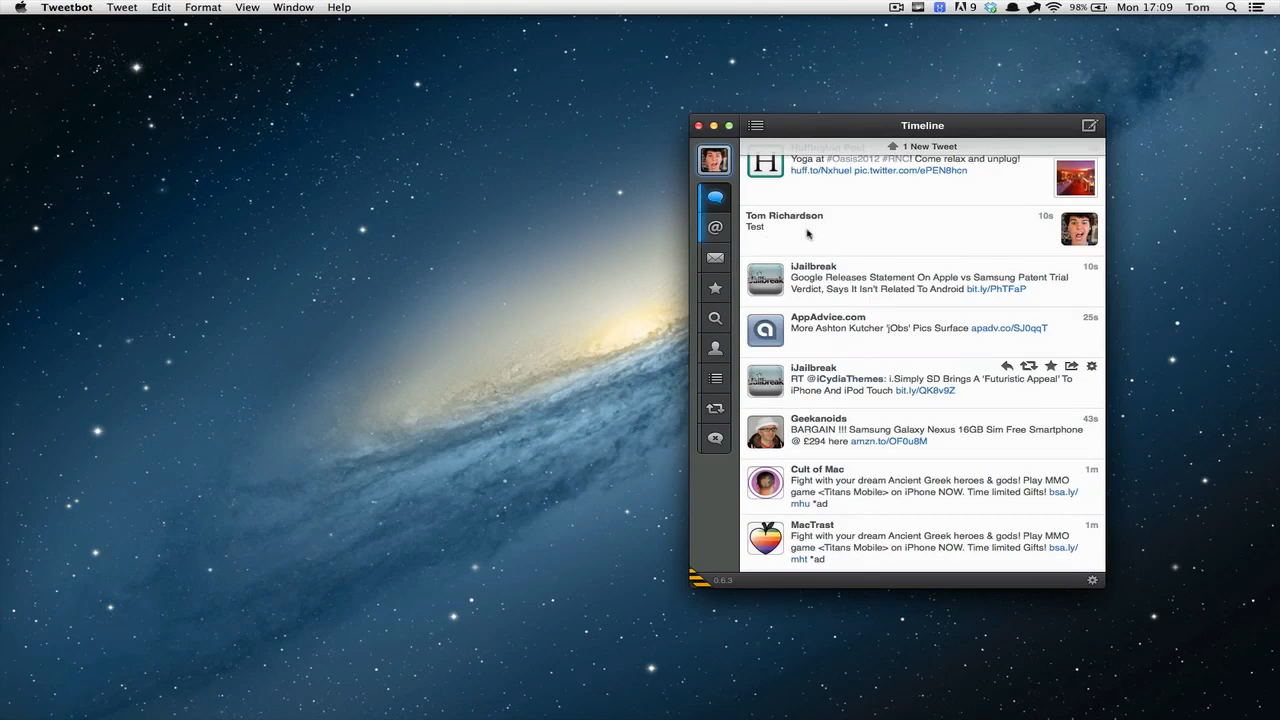 Tweetbot Tweet Edit Format View Window Help
9 98% Mon 17:09 Tom
Timeline
1 New Tweet
Huffington Post
Yoga at #Oasis2012 #RNC! Come relax and unplug!
huff.to/Nxhuel pic.twitter.com/ePEN8hcn
H
Tom Richardson 10s
Test
iJailbreak 10s
Google Releases Statement On Apple vs Samsung Patent Trial
Verdict, Says It Isn't Related To Android bit.ly/PhTFaP
iJailbreak
AppAdvice.com 25s
More Ashton Kutcher 'jObs' Pics Surface apadv.co/SJ0qqT
a
iJailbreak
RT @iCydiaThemes: i.Simply SD Brings A 'Futuristic Appeal' To
iPhone And iPod Touch bit.ly/QK8v9Z
iJailbreak
Geekanoids 43s
BARGAIN !!! Samsung Galaxy Nexus 16GB Sim Free Smartphone
@ £294 here amzn.to/OF0u8M
Cult of Mac 1m
Fight with your dream Ancient Greek heroes & gods! Play MMO
game <Titans Mobile> on iPhone NOW. Time limited Gifts! bsa.ly/
mhu *ad
MacTrast 1m
Fight with your dream Ancient Greek heroes & gods! Play MMO
game <Titans Mobile> on iPhone NOW. Time limited Gifts! bsa.ly/
mht *ad
0.6.3